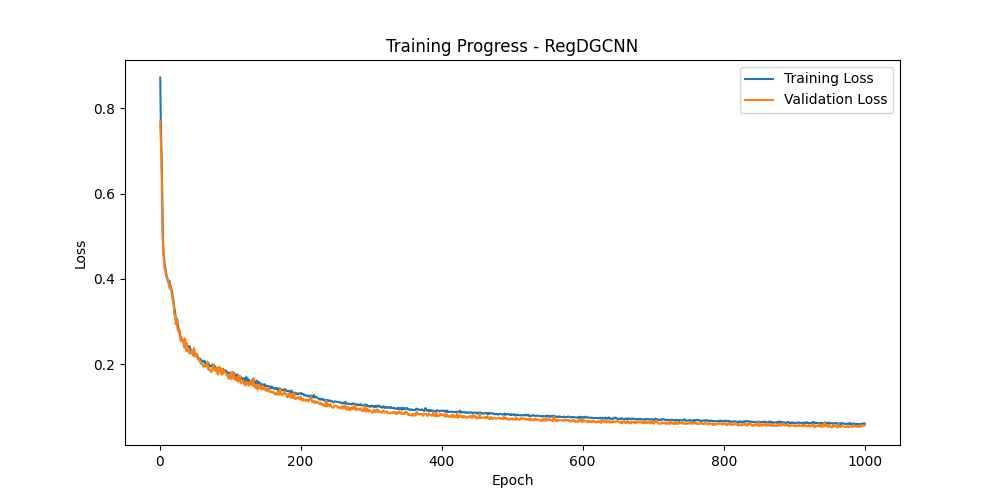 Training Progress - RegDGCNN
Training Loss
Validation Loss
0.8
0.6
0.4
0.2
Loss
0 200 400 600 800 1000
Epoch